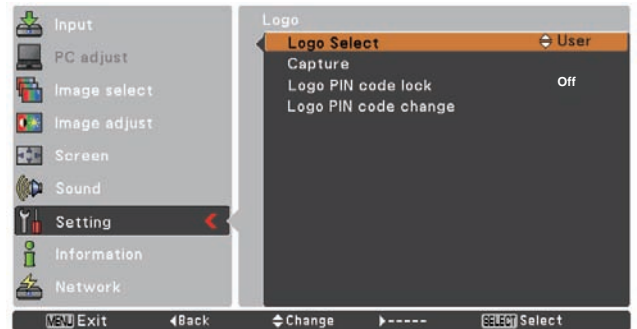 Input
PC adjust
Image select
Image adjust
Screen
Sound
Setting
Information
Network
Logo
Logo Select User
Capture
Logo PIN code lock Off
Logo PIN code change
MENU Exit Back Change ----- SELECT Select